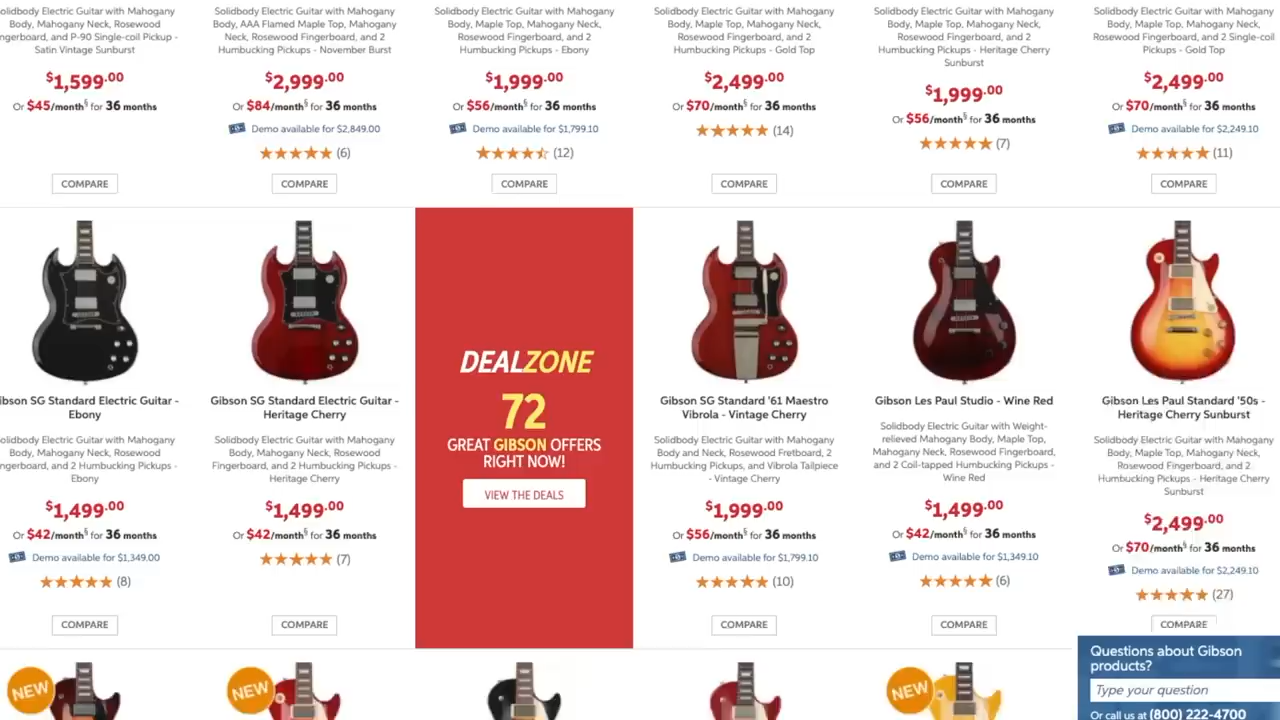 olidbody Electric Guitar with Mahogany
Body, Mahogany Neck, Rosewood
ngerboard, and P-90 Single-coil Pickup -
Satin Vintage Sunburst
$1,599.00
Or $45/month§ for 36 months
COMPARE
Solidbody Electric Guitar with Mahogany
Body, AAA Flamed Maple Top, Mahogany
Neck, Rosewood Fingerboard, and 2
Humbucking Pickups - November Burst
$2,999.00
Or $84/month§ for 36 months
Demo available for $2,849.00
(6)
COMPARE
Solidbody Electric Guitar with Mahogany
Body, Maple Top, Mahogany Neck,
Rosewood Fingerboard, and 2
Humbucking Pickups - Ebony
$1,999.00
Or $56/month§ for 36 months
Demo available for $1,799.10
(12)
COMPARE
Solidbody Electric Guitar with Mahogany
Body, Maple Top, Mahogany Neck,
Rosewood Fingerboard, and 2
Humbucking Pickups - Gold Top
$2,499.00
Or $70/month§ for 36 months
(14)
COMPARE
Solidbody Electric Guitar with Mahogany
Body, Maple Top, Mahogany Neck,
Rosewood Fingerboard, and 2
Humbucking Pickups - Heritage Cherry
Sunburst
$1,999.00
Or $56/month§ for 36 months
(7)
COMPARE
Solidbody Electric Guitar with Mahogany
Body, Maple Top, Mahogany Neck,
Rosewood Fingerboard, and 2 Single-coil
Pickups - Gold Top
$2,499.00
Or $70/month§ for 36 months
Demo available for $2,249.10
(11)
COMPARE
ibson SG Standard Electric Guitar -
Ebony
olidbody Electric Guitar with Mahogany
Body, Mahogany Neck, Rosewood
ngerboard, and 2 Humbucking Pickups -
Ebony
$1,499.00
Or $42/month§ for 36 months
Demo available for $1,349.00
(8)
COMPARE
Gibson SG Standard Electric Guitar -
Heritage Cherry
Solidbody Electric Guitar with Mahogany
Body, Mahogany Neck, Rosewood
Fingerboard, and 2 Humbucking Pickups -
Heritage Cherry
$1,499.00
Or $42/month§ for 36 months
(7)
COMPARE
DEALZONE
72
GREAT GIBSON OFFERS
RIGHT NOW!
VIEW THE DEALS
Gibson SG Standard '61 Maestro
Vibrola - Vintage Cherry
Solidbody Electric Guitar with Mahogany
Body and Neck, Rosewood Fretboard, 2
Humbucking Pickups, and Vibrola Tailpiece
- Vintage Cherry
$1,999.00
Or $56/month§ for 36 months
Demo available for $1,799.10
(10)
COMPARE
Gibson Les Paul Studio - Wine Red
Solidbody Electric Guitar with Weight-
relieved Mahogany Body, Maple Top,
Mahogany Neck, Rosewood Fingerboard,
and 2 Coil-tapped Humbucking Pickups -
Wine Red
$1,499.00
Or $42/month§ for 36 months
Demo available for $1,349.10
(6)
COMPARE
Gibson Les Paul Standard '50s -
Heritage Cherry Sunburst
Solidbody Electric Guitar with Mahogany
Body, Maple Top, Mahogany Neck,
Rosewood Fingerboard, and 2
Humbucking Pickups - Heritage Cherry
Sunburst
$2,499.00
Or $70/month§ for 36 months
Demo available for $2,249.10
(27)
COMPARE
NEW
NEW
NEW
Questions about Gibson
products?
Type your question
Or call us at (800) 222-4700